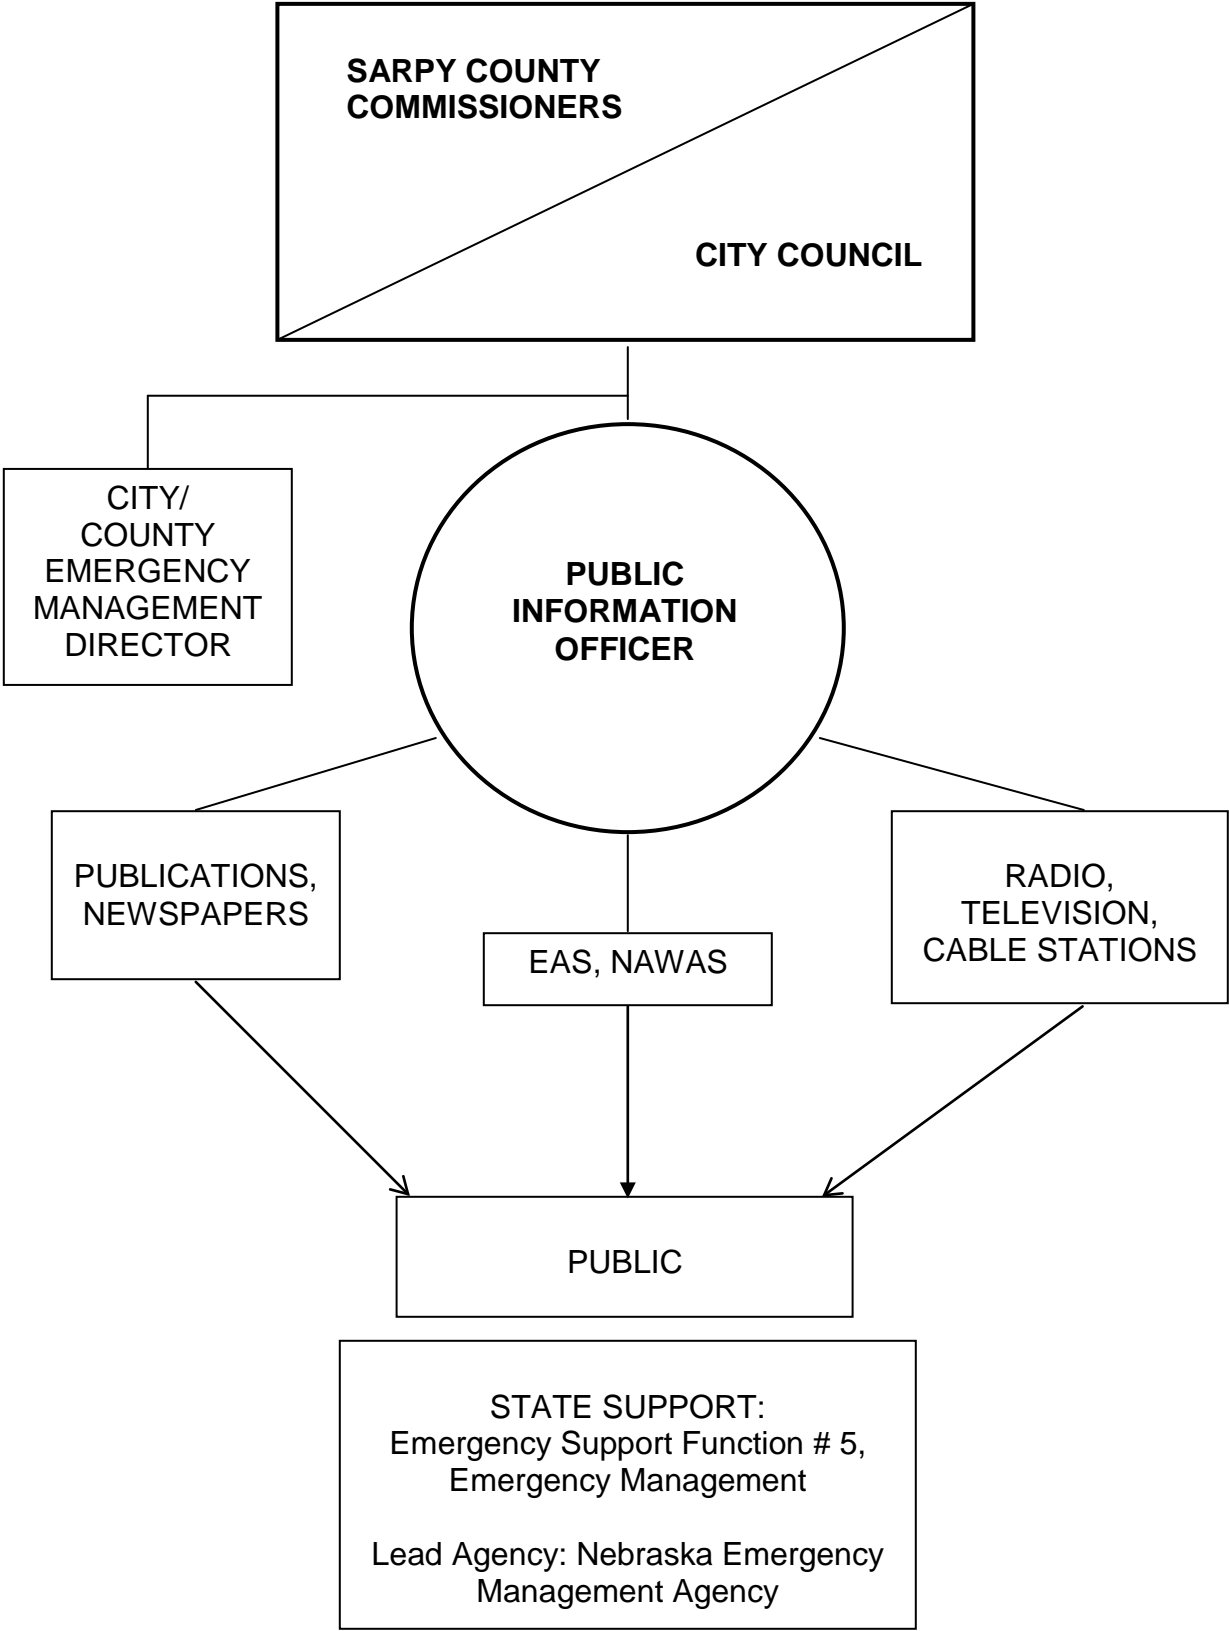 SARPY COUNTY
COMMISSIONERS
CITY COUNCIL
CITY/
COUNTY
EMERGENCY
MANAGEMENT
DIRECTOR
PUBLIC
INFORMATION
OFFICER
PUBLICATIONS,
NEWSPAPERS
EAS, NAWAS
RADIO,
TELEVISION,
CABLE STATIONS
PUBLIC
STATE SUPPORT:
Emergency Support Function # 5,
Emergency Management
Lead Agency: Nebraska Emergency
Management Agency